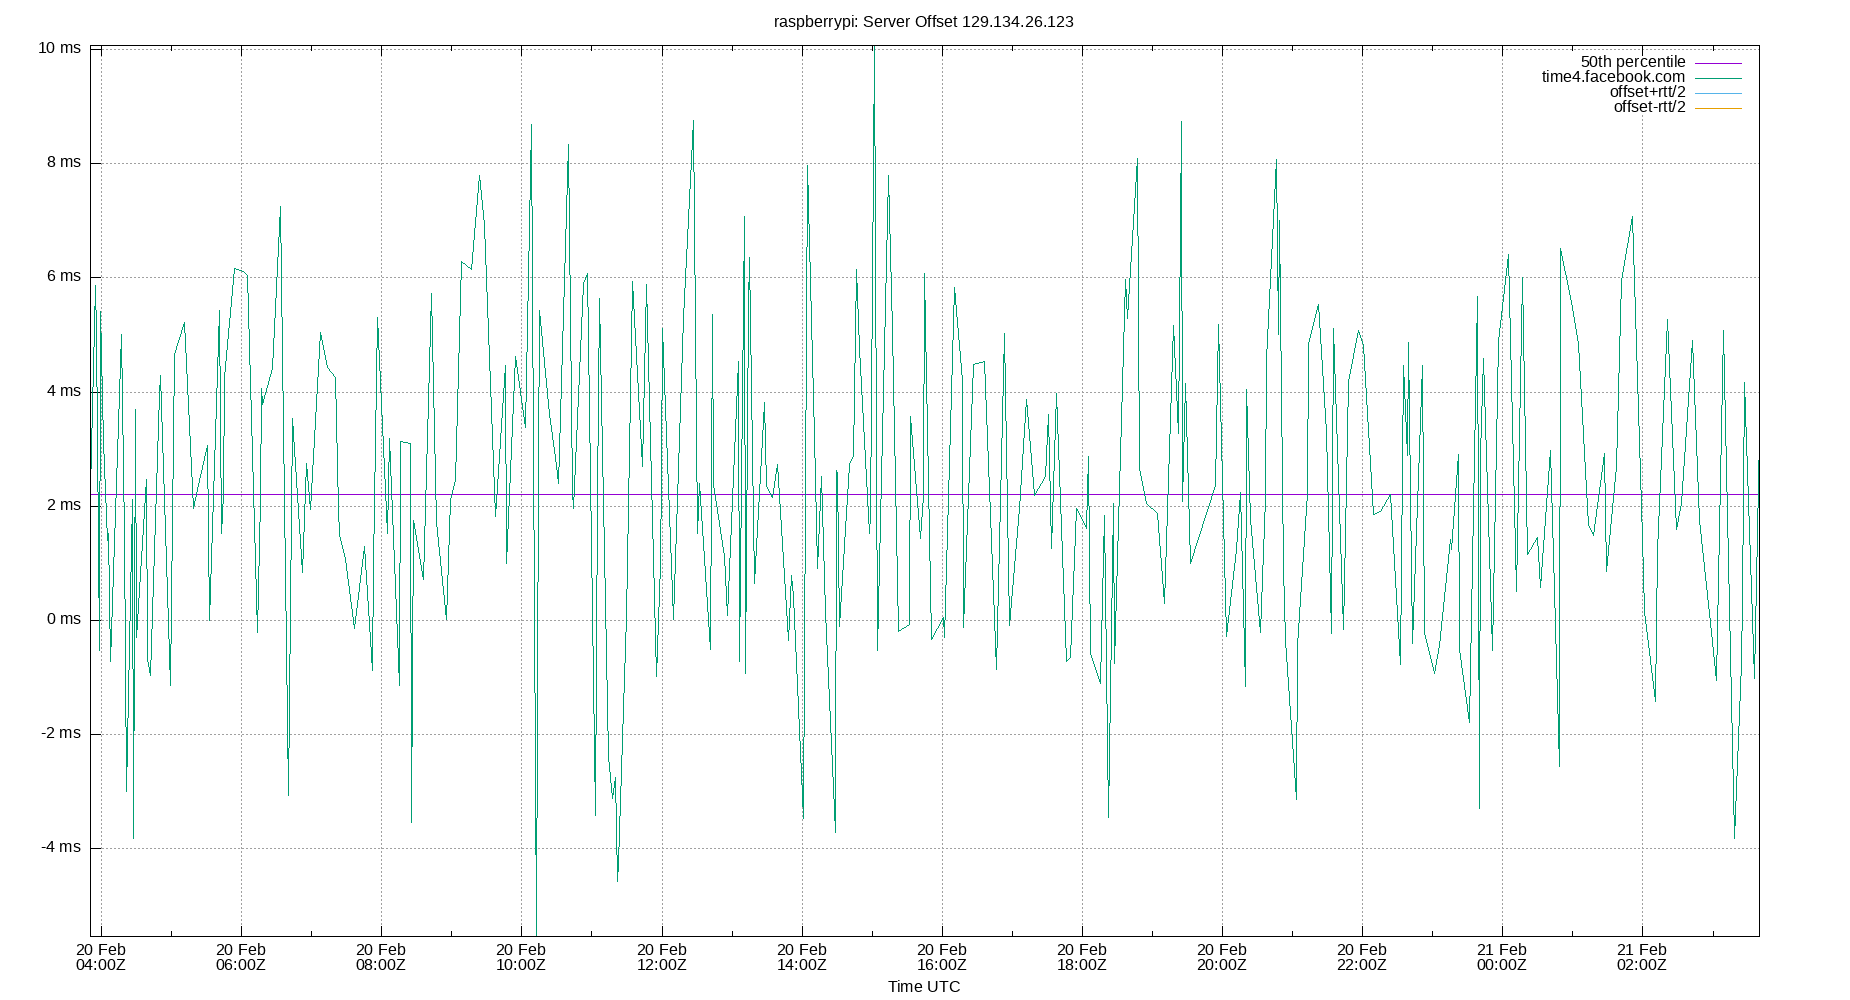 raspberrypi: Server Offset 129.134.26.123
10 ms
8 ms
6 ms
4 ms
2 ms
0 ms
-2 ms
-4 ms
50th percentile
time4.facebook.com
offset+rtt/2
offset-rtt/2
20 Feb 20 Feb 20 Feb 20 Feb 20 Feb 20 Feb 20 Feb 20 Feb 20 Feb 20 Feb 21 Feb 21 Feb
04:00Z 06:00Z 08:00Z 10:00Z 12:00Z 14:00Z 16:00Z 18:00Z 20:00Z 22:00Z 00:00Z 02:00Z
Time UTC